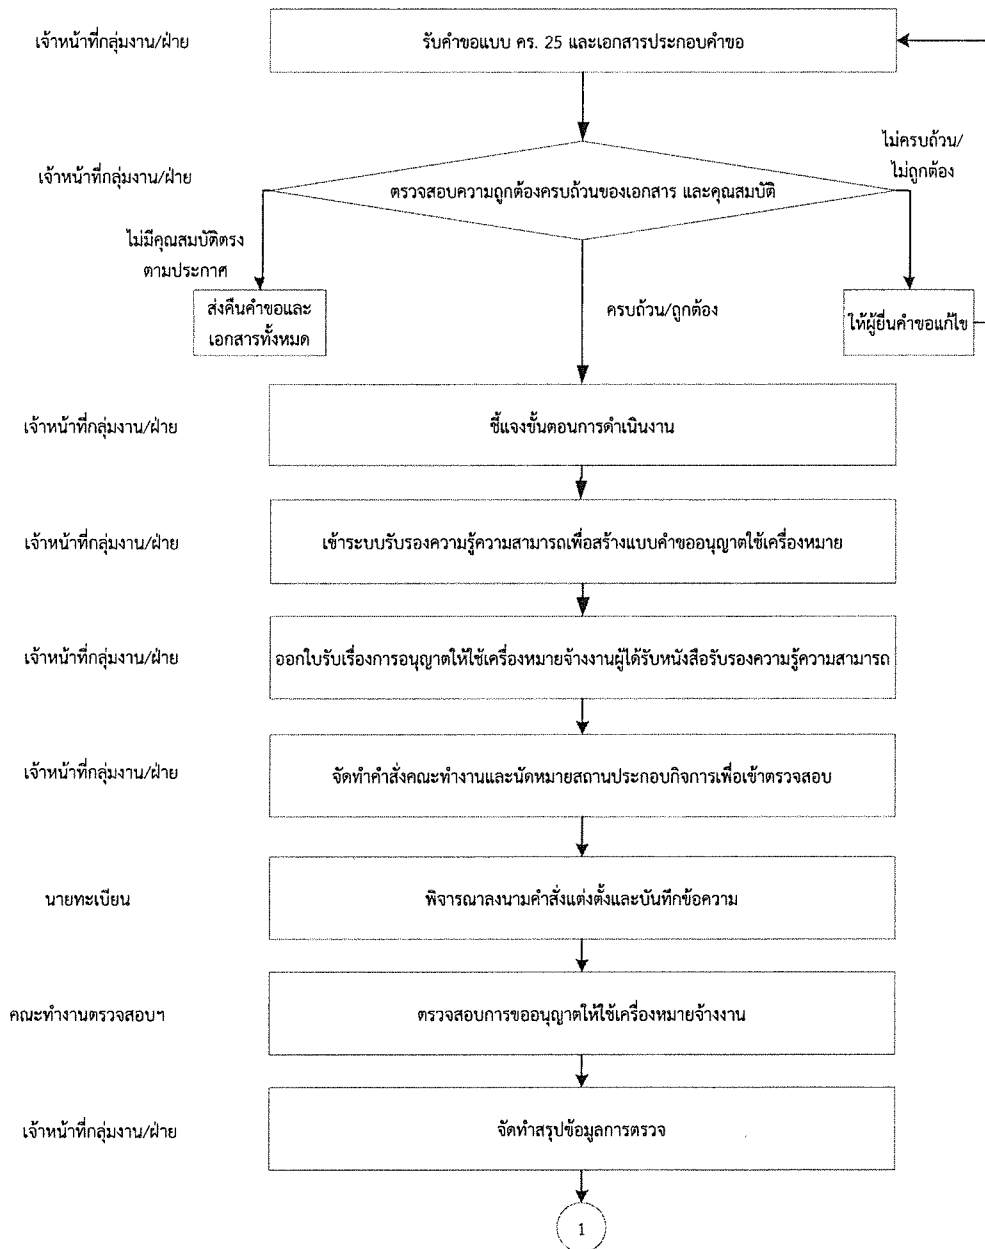 เจ้าหน้าที่กลุ่มงาน/ฝ่าย
รับคำขอแบบ คร. 25 และเอกสารประกอบคำขอ
เจ้าหน้าที่กลุ่มงาน/ฝ่าย
ตรวจสอบความถูกต้องครบถ้วนของเอกสาร และคุณสมบัติ
ไม่ครบถ้วน/
ไม่ถูกต้อง
ไม่มีคุณสมบัติตรง
ตามประกาศ
ส่งคืนคำขอและ
เอกสารทั้งหมด
ครบถ้วน/ถูกต้อง
ให้ผู้ยื่นคำขอแก้ไข
เจ้าหน้าที่กลุ่มงาน/ฝ่าย
ชี้แจงขั้นตอนการดำเนินงาน
เจ้าหน้าที่กลุ่มงาน/ฝ่าย
เข้าระบบรับรองความรู้ความสามารถเพื่อสร้างแบบคำขออนุญาตใช้เครื่องหมาย
เจ้าหน้าที่กลุ่มงาน/ฝ่าย
ออกใบรับเรื่องการอนุญาตให้ใช้เครื่องหมายจ้างงานผู้ได้รับหนังสือรับรองความรู้ความสามารถ
เจ้าหน้าที่กลุ่มงาน/ฝ่าย
จัดทำคำสั่งคณะทำงานและนัดหมายสถานประกอบกิจการเพื่อเข้าตรวจสอบ
นายทะเบียน
พิจารณาลงนามคำสั่งแต่งตั้งและบันทึกข้อความ
คณะทำงานตรวจสอบฯ
ตรวจสอบการขออนุญาตให้ใช้เครื่องหมายจ้างงาน
เจ้าหน้าที่กลุ่มงาน/ฝ่าย
จัดทำสรุปข้อมูลการตรวจ
1